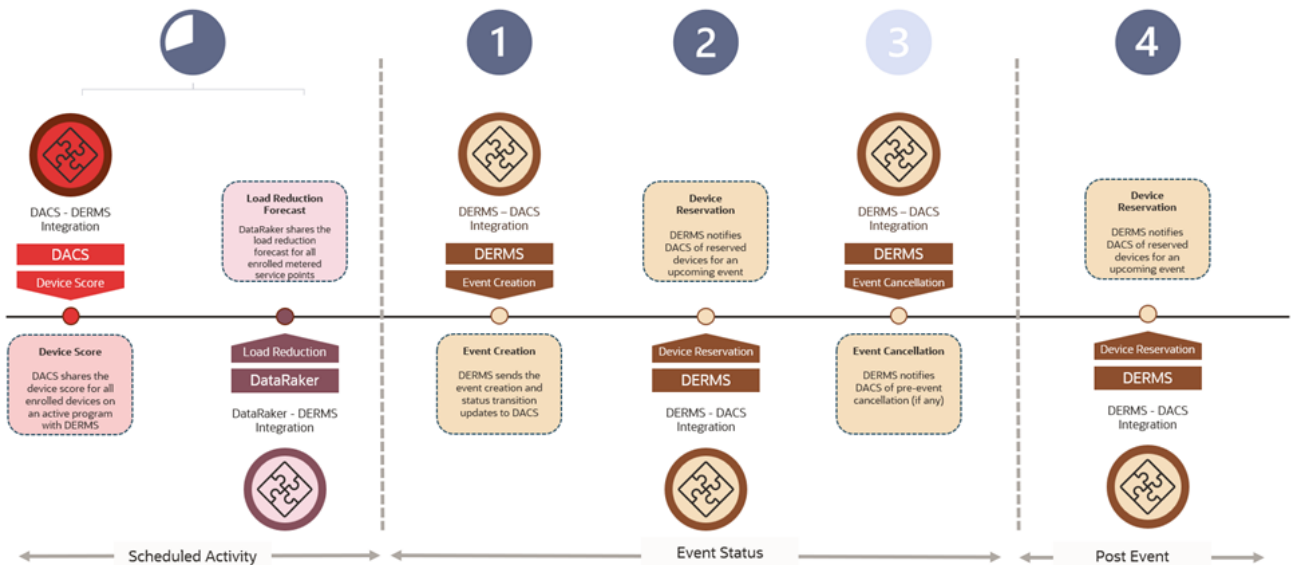 1
2
3
4
DACS - DERMS
Integration
DACS
Device Score
Device Score
DACS shares the
device score for all
enrolled devices on
an active program
with DERMS
Load Reduction
Forecast
DataRaker shares the
load reduction
forecast for all
enrolled metered
service points
Load Reduction
DataRaker
DataRaker - DERMS
Integration
DERMS – DACS
Integration
DERMS
Event Creation
Event Creation
DERMS sends the
event creation and
status transition
updates to DACS
Device
Reservation
DERMS notifies
DACS of reserved
devices for an
upcoming event
Device Reservation
DERMS
DERMS - DACS
Integration
DERMS – DACS
Integration
DERMS
Event Cancellation
Event Cancellation
DERMS notifies
DACS of pre-event
cancellation (if any)
Device
Reservation
DERMS notifies
DACS of reserved
devices for an
upcoming event
Device Reservation
DERMS
DERMS - DACS
Integration
Scheduled Activity
Event Status
Post Event